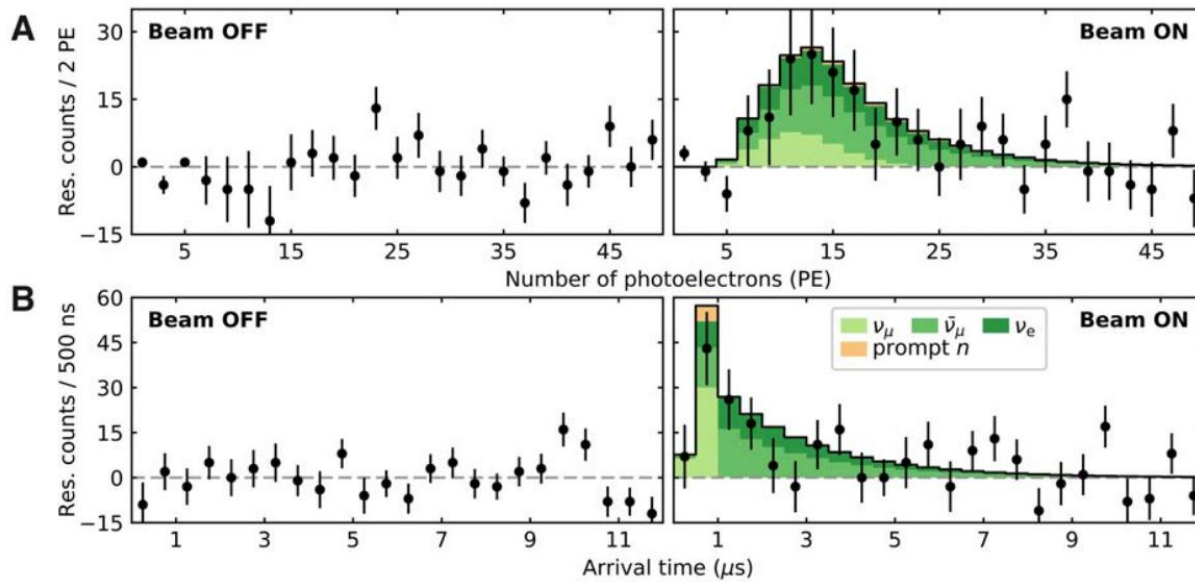 A
Beam OFF
Beam ON
Res. counts / 2 PE
30
15
0
−15
5 15 25 35 45
5 15 25 35 45
Number of photoelectrons (PE)
B
Beam OFF
Beam ON
Res. counts / 500 ns
60
45
30
15
0
−15
νμ ν̄μ νe
prompt n
1 3 5 7 9 11
1 3 5 7 9 11
Arrival time (μs)